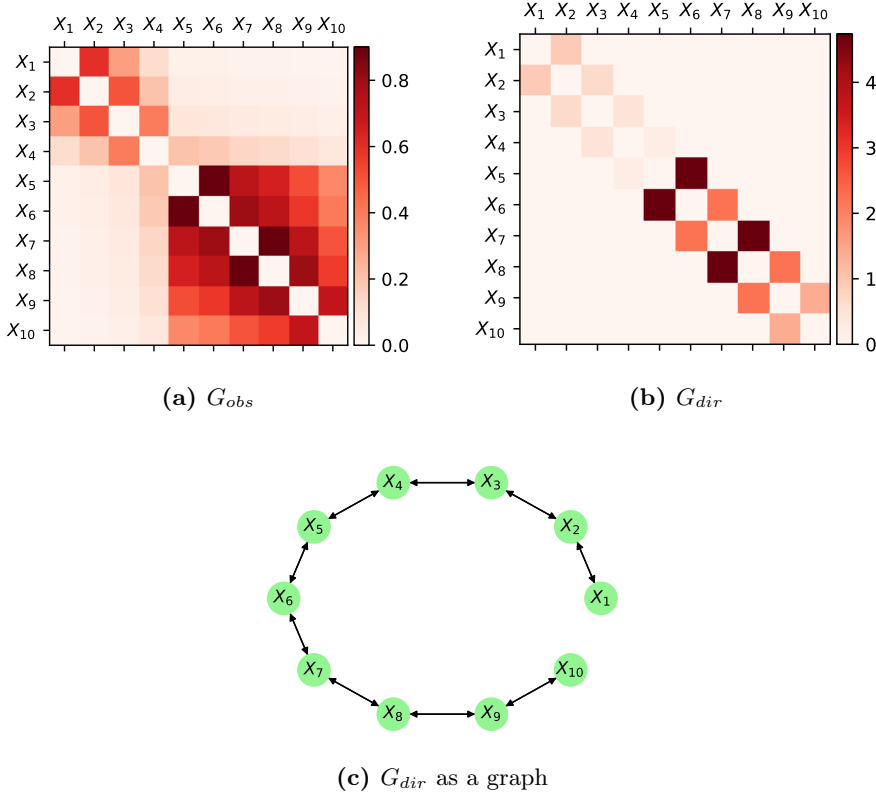 X1 X2 X3 X4 X5 X6 X7 X8 X9 X10
X1
X2
X3
X4
X5
X6
X7
X8
X9
X10
0.8
0.6
0.4
0.2
0.0
(a) Gobs
X1 X2 X3 X4 X5 X6 X7 X8 X9 X10
X1
X2
X3
X4
X5
X6
X7
X8
X9
X10
4
3
2
1
0
(b) Gdir
X4 X3
X5 X2
X6 X1
X7 X10
X8 X9
(c) Gdir as a graph